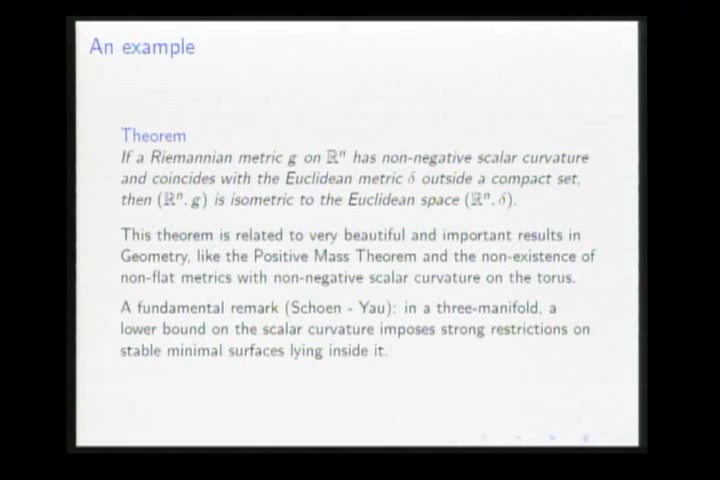 An example
Theorem
If a Riemannian metric g on ℝⁿ has non-negative scalar curvature
and coincides with the Euclidean metric δ outside a compact set,
then (ℝⁿ, g) is isometric to the Euclidean space (ℝⁿ, δ).
This theorem is related to very beautiful and important results in
Geometry, like the Positive Mass Theorem and the non-existence of
non-flat metrics with non-negative scalar curvature on the torus.
A fundamental remark (Schoen - Yau): in a three-manifold, a
lower bound on the scalar curvature imposes strong restrictions on
stable minimal surfaces lying inside it.